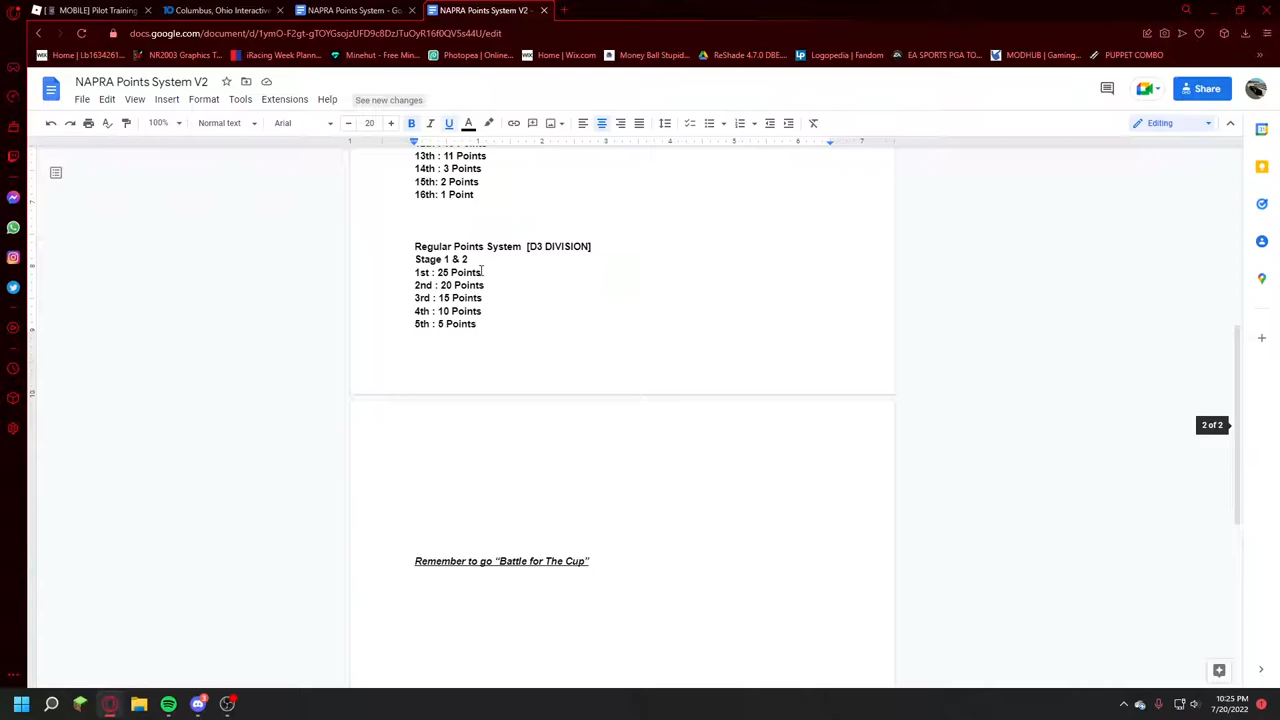 [ MOBILE] Pilot Training
Columbus, Ohio Interactive
NAPRA Points System - Go
NAPRA Points System V2 -
docs.google.com/document/d/1ymO-F2gt-gTOYGsojzUFD9c8DzJTuOyR16f0QV5s44U/edit
Home | Lb1634261...
NR2003 Graphics T...
iRacing Week Plann...
Minehut - Free Min...
Photopea | Online...
Home | Wix.com
Money Ball Stupid...
ReShade 4.7.0 DBE...
Logopedia | Fandom
EA SPORTS PGA TO...
MODHUB | Gaming...
PUPPET COMBO
NAPRA Points System V2
File Edit View Insert Format Tools Extensions Help See new changes
Share
100% Normal text Arial 20 Editing
13th : 11 Points
14th : 3 Points
15th: 2 Points
16th: 1 Point
Regular Points System [D3 DIVISION]
Stage 1 & 2
1st : 25 Points
2nd : 20 Points
3rd : 15 Points
4th : 10 Points
5th : 5 Points
2 of 2
Remember to go “Battle for The Cup”
10:25 PM
7/20/2022